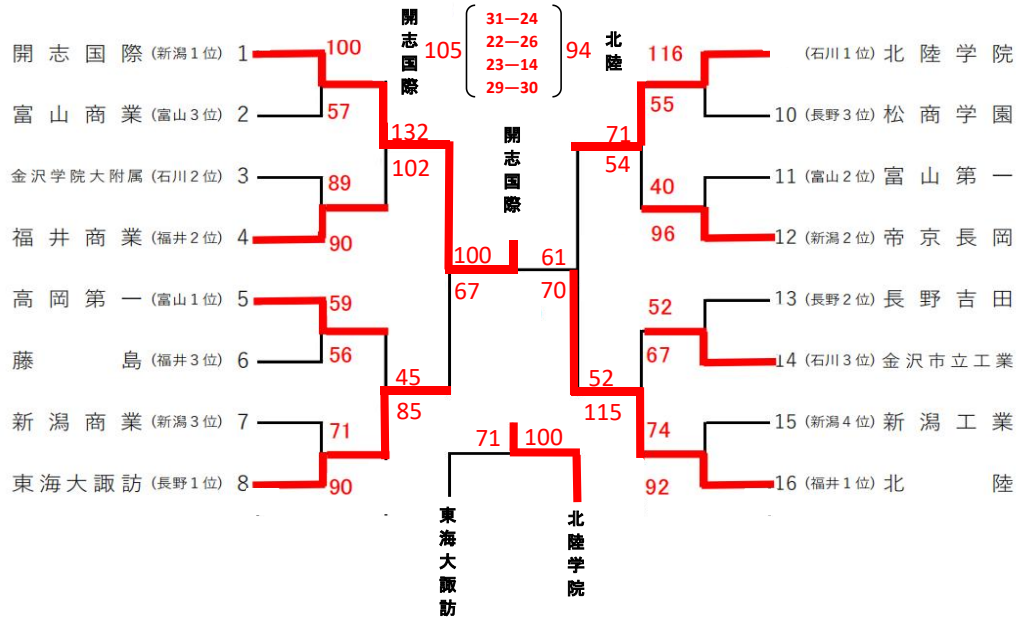 開志国際
105
31—24
22—26
23—14
29—30
94
北陸
開志国際 (新潟1位) 1
100
57
富山商業 (富山3位) 2
132
102
金沢学院大附属 (石川2位) 3
89
90
福井商業 (福井2位) 4
開志国際
100
67
高岡第一 (富山1位) 5
59
56
藤島 (福井3位) 6
45
85
新潟商業 (新潟3位) 7
71
90
東海大諏訪 (長野1位) 8
116
(石川1位) 北陸学院
55
10 (長野3位) 松商学園
71
54
40
11 (富山2位) 富山第一
96
12 (新潟2位) 帝京長岡
61
70
52
13 (長野2位) 長野吉田
67
14 (石川3位) 金沢市立工業
52
115
74
15 (新潟4位) 新潟工業
92
16 (福井1位) 北陸
71 100
東海大諏訪
北陸学院